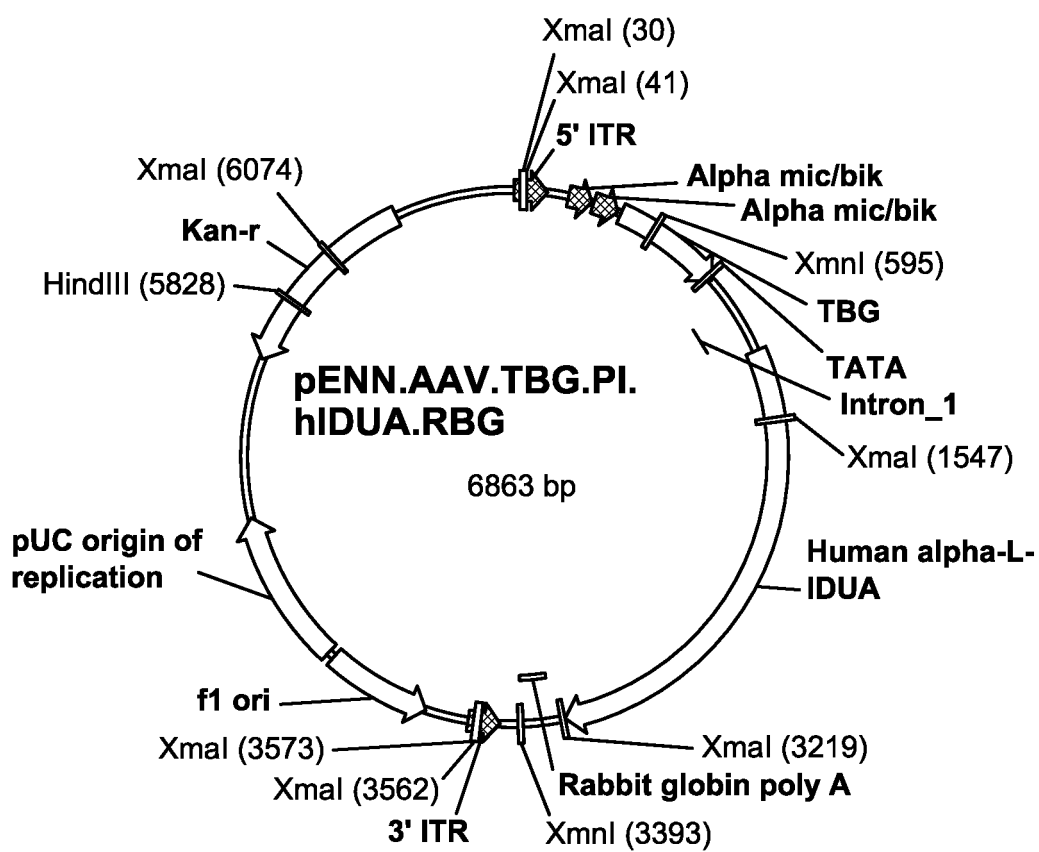 XmaI (30)
XmaI (41)
5' ITR
XmaI (6074)
Alpha mic/bik
Alpha mic/bik
Kan-r
XmnI (595)
HindIII (5828)
TBG
TATA
pENN.AAV.TBG.PI.
hIDUA.RBG
Intron_1
XmaI (1547)
6863 bp
pUC origin of
replication
Human alpha-L-
IDUA
f1 ori
XmaI (3573)
XmaI (3219)
XmaI (3562)
Rabbit globin poly A
3' ITR
XmnI (3393)